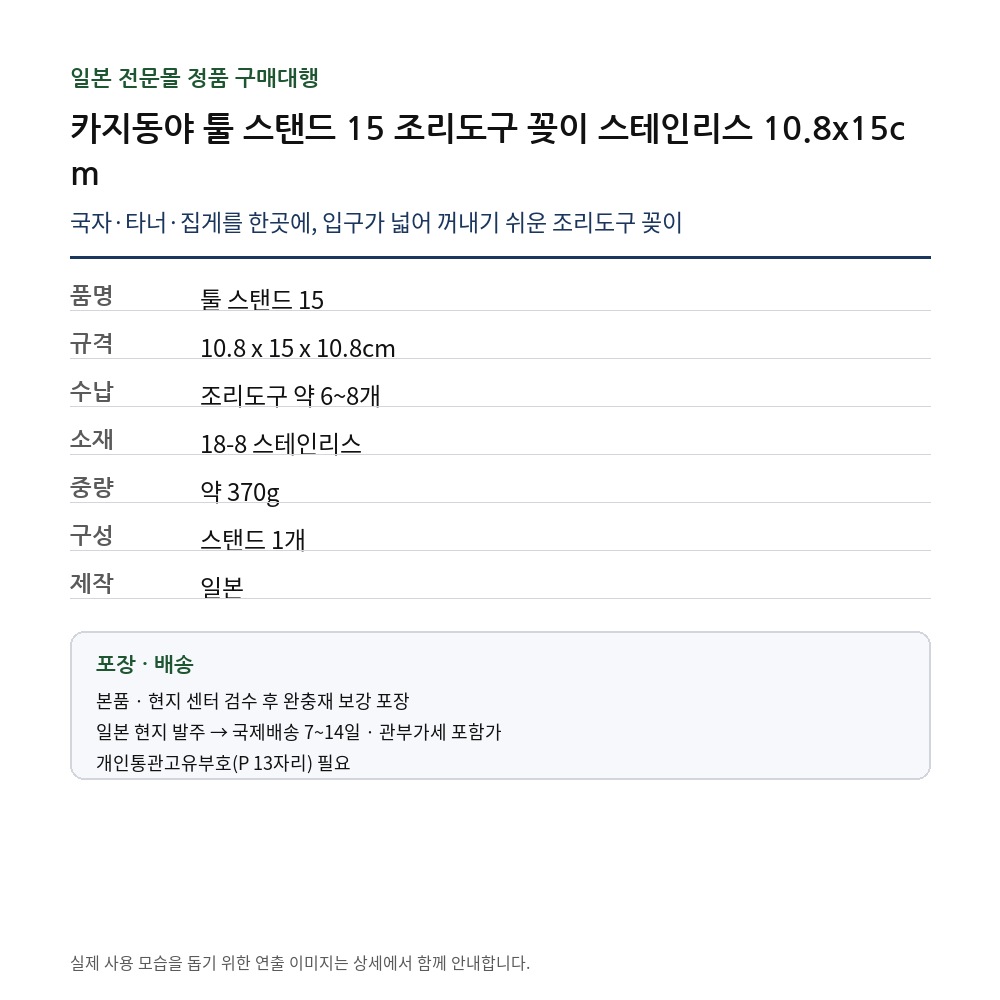 일본 전문몰 정품 구매대행
카지동야 툴 스탠드 15 조리도구 꽂이 스테인리스 10.8x15c
m
국자·타너·집게를 한곳에, 입구가 넓어 꺼내기 쉬운 조리도구 꽂이
품명 툴 스탠드 15
규격 10.8 x 15 x 10.8cm
수납 조리도구 약 6~8개
소재 18-8 스테인리스
중량 약 370g
구성 스탠드 1개
제작 일본
포장 · 배송
본품 · 현지 센터 검수 후 완충재 보강 포장
일본 현지 발주 → 국제배송 7~14일 · 관부가세 포함가
개인통관고유부호(P 13자리) 필요
실제 사용 모습을 돕기 위한 연출 이미지는 상세에서 함께 안내합니다.